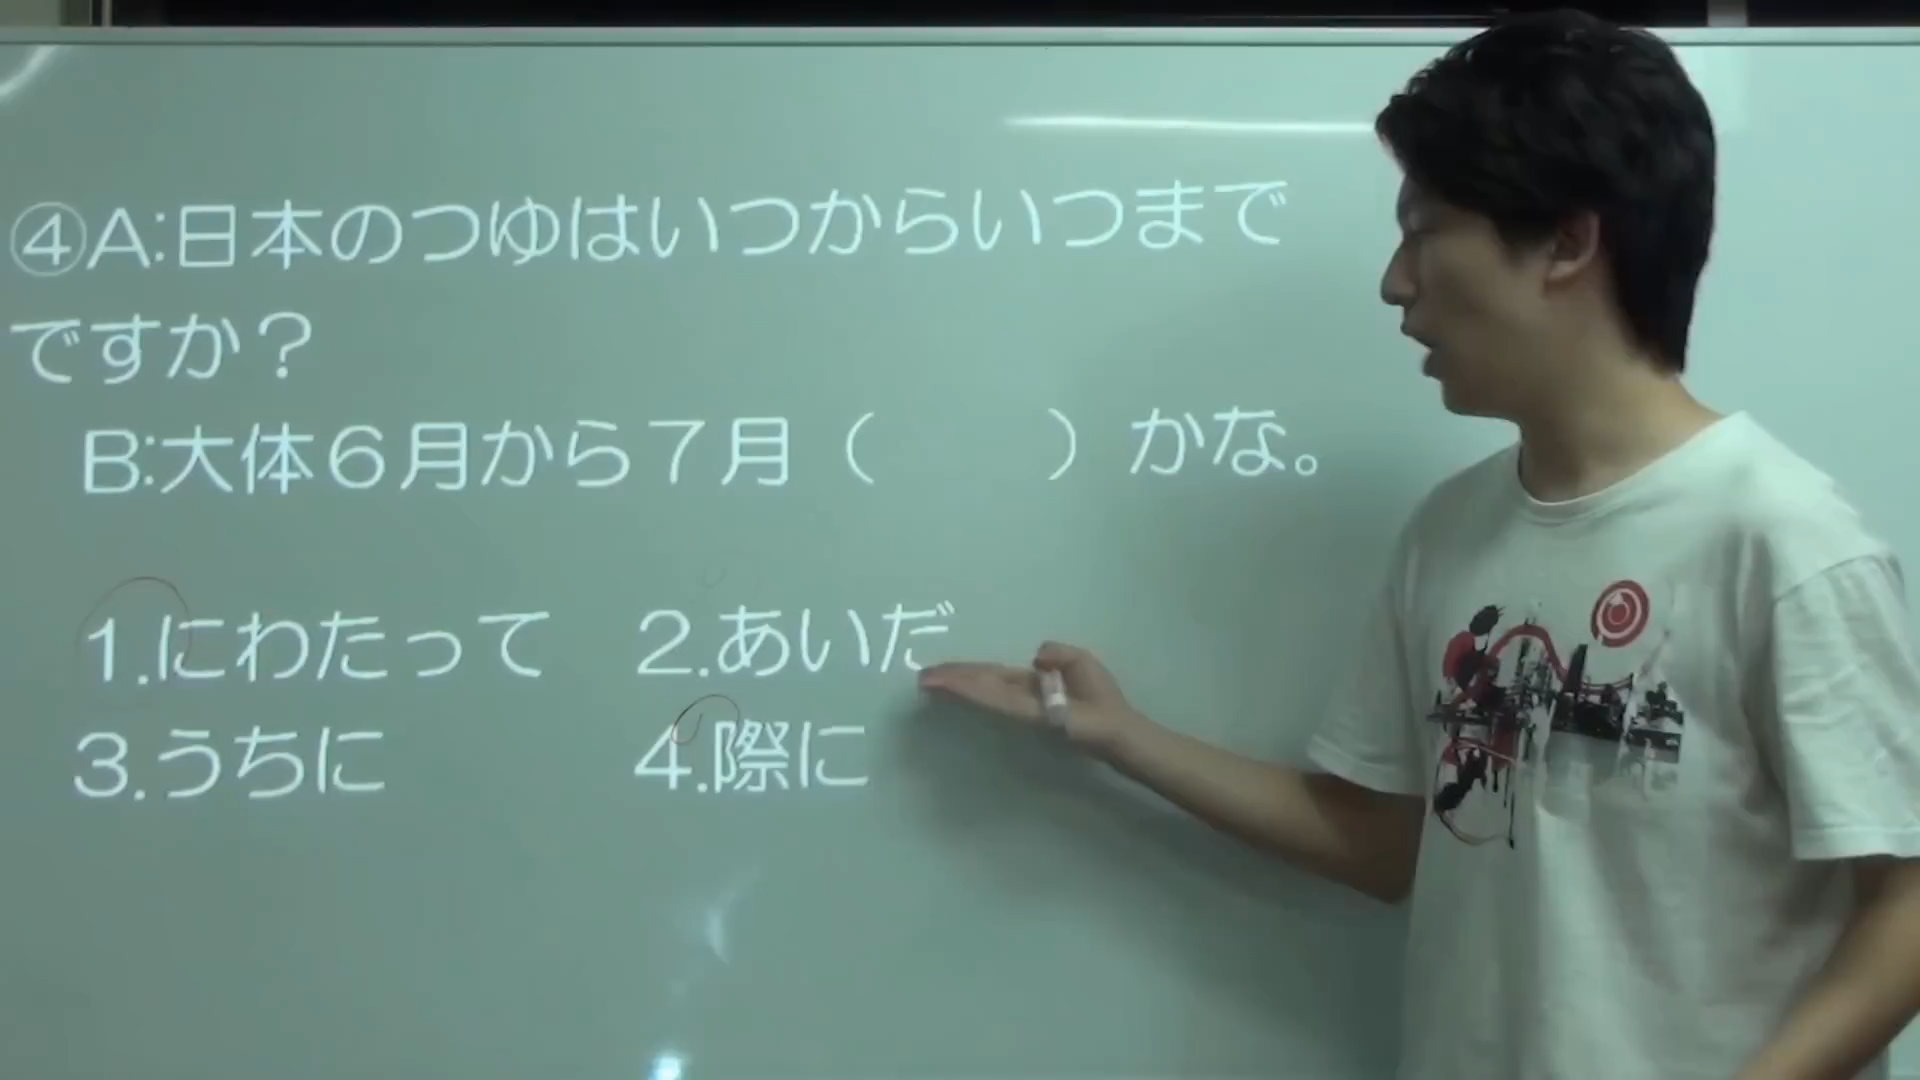 ④A:日本のつゆはいつからいつまで
ですか？
B:大体６月から７月（　　）かな。
1.にわたって　2.あいだ
3.うちに　4.際に